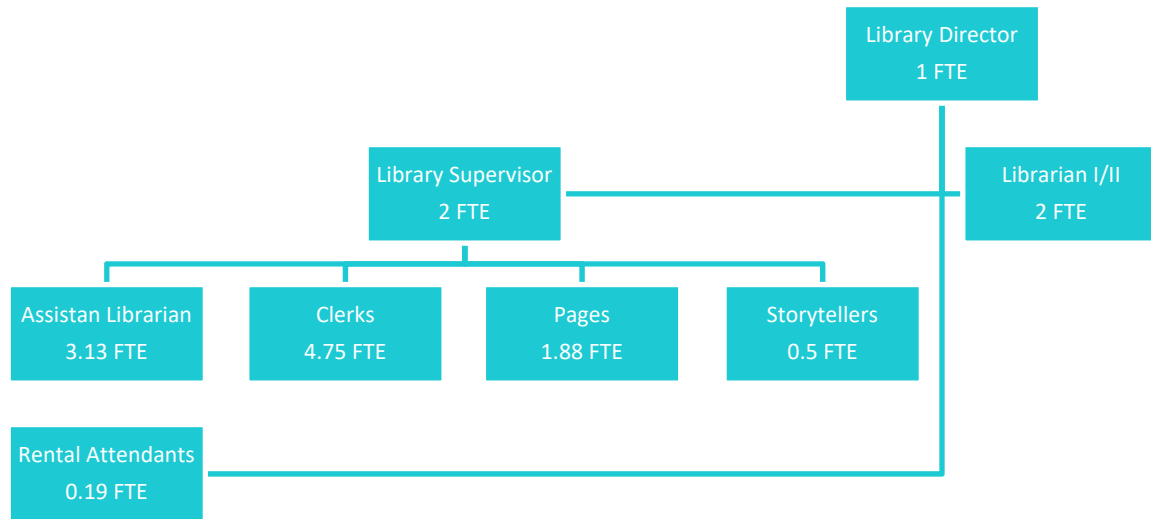 Library Director
1 FTE
Library Supervisor
2 FTE
Librarian I/II
2 FTE
Assistan Librarian
3.13 FTE
Clerks
4.75 FTE
Pages
1.88 FTE
Storytellers
0.5 FTE
Rental Attendants
0.19 FTE